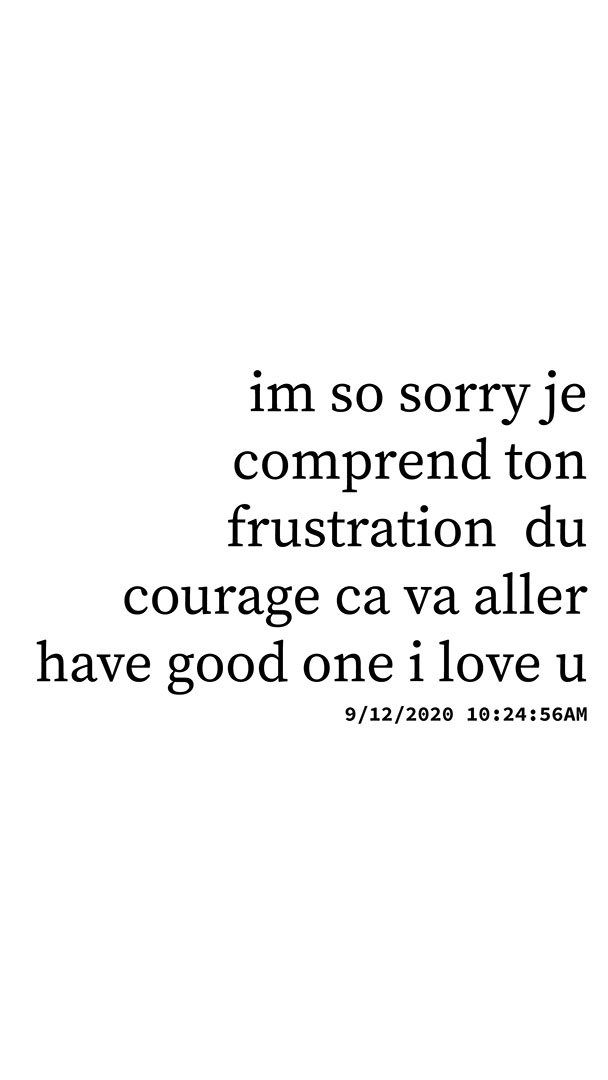 im so sorry je
comprend ton
frustration  du
courage ca va aller
have good one i love u
9/12/2020 10:24:56AM